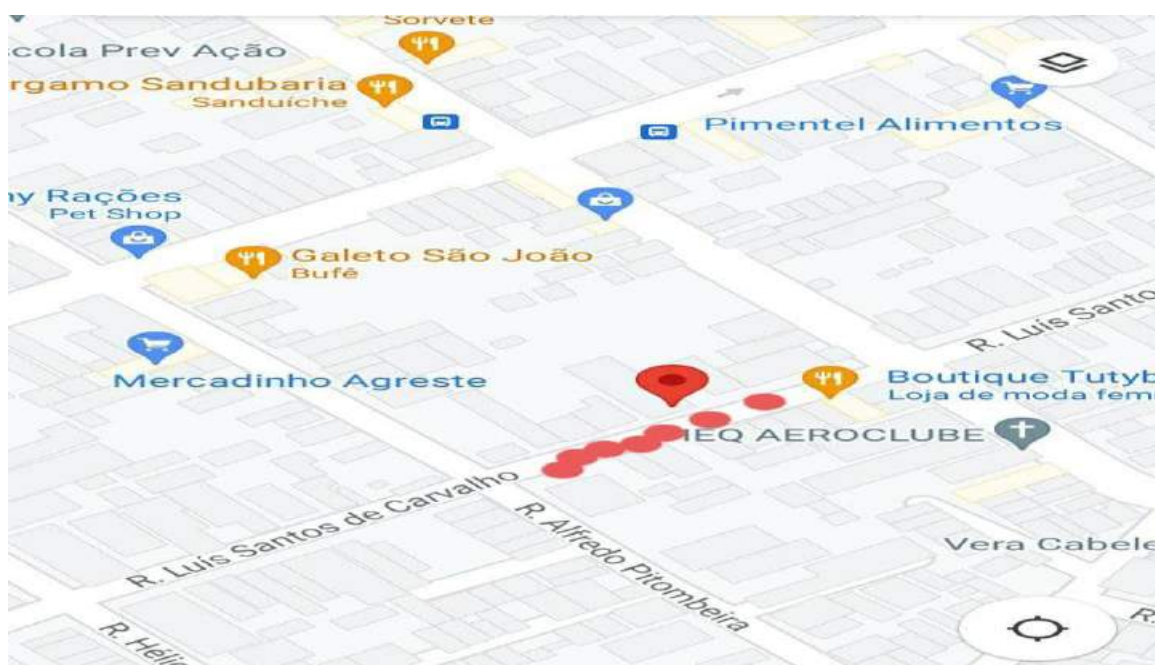 Sorvete
cola Prev Ação
rgamo Sandubaria
Sanduíche
Pimentel Alimentos
ny Rações
Pet Shop
Galeto São João
Bufê
R. Luís Santo
Mercadinho Agreste
Boutique Tutyb
Loja de moda fem
IEQ AEROCLUBE
R. Luís Santos de Carvalho
R. Alfredo Pitombeira
Vera Cabele
R. Héli
R.